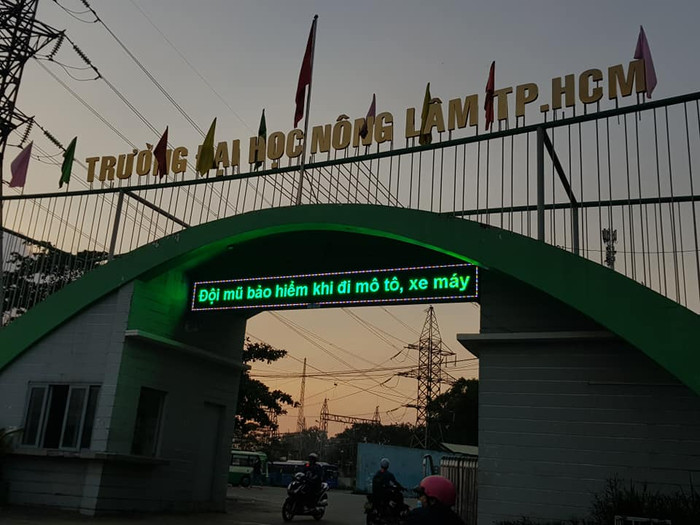 TRƯỜNG ĐẠI HỌC NÔNG LÂM TP.HCM
Đội mũ bảo hiểm khi đi mô tô, xe máy